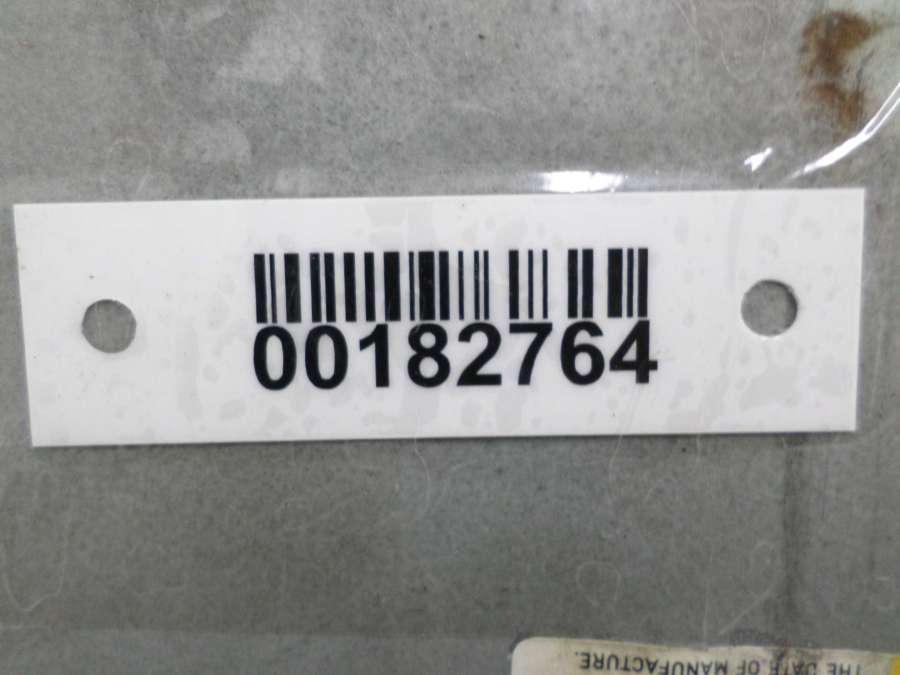 00182764
THE DATE OF MANUFACTURE.